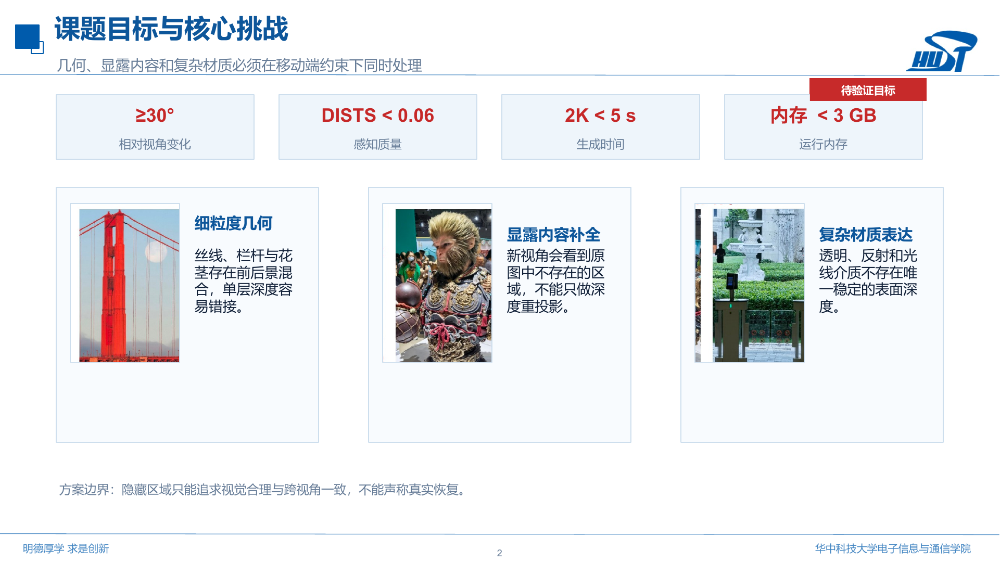 课题目标与核心挑战
几何、显露内容和复杂材质必须在移动端约束下同时处理
HUST
待验证目标
≥30°
相对视角变化
DISTS < 0.06
感知质量
2K < 5 s
生成时间
内存 < 3 GB
运行内存
细粒度几何
丝线、栏杆与花
茎存在前后景混
合，单层深度容
易错接。
显露内容补全
新视角会看到原
图中不存在的区
域，不能只做深
度重投影。
复杂材质表达
透明、反射和光
线介质不存在唯
一稳定的表面深
度。
方案边界：隐藏区域只能追求视觉合理与跨视角一致，不能声称真实恢复。
明德厚学 求是创新
2
华中科技大学电子信息与通信学院